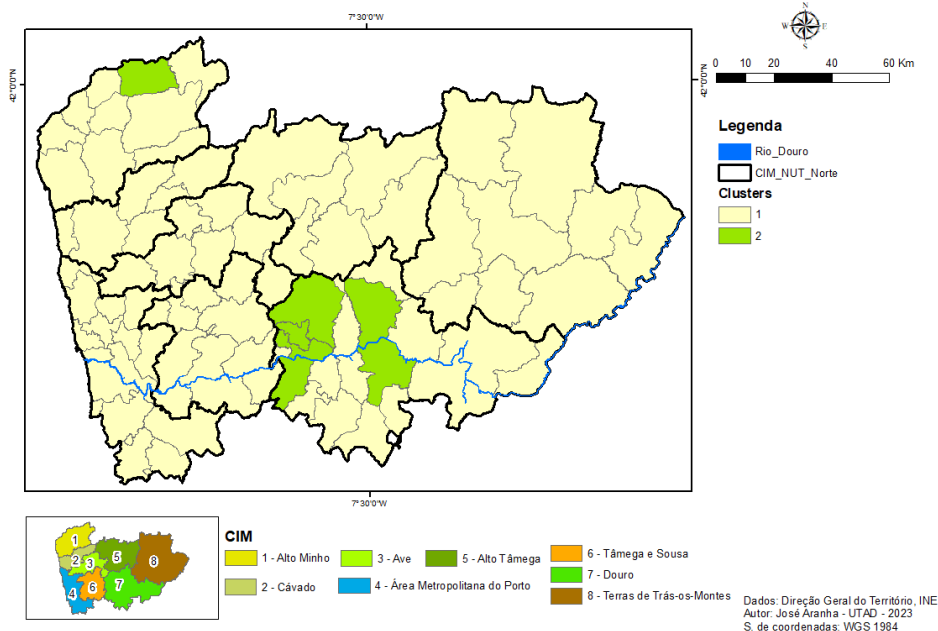 7°30'0"W
N
W E
S
0 10 20 40 60 Km
42°0'0"N
42°0'0"N
Legenda
Rio_Douro
CIM_NUT_Norte
Clusters
1
2
7°30'0"W
CIM
1 - Alto Minho
3 - Ave
5 - Alto Tâmega
6 - Tâmega e Sousa
2 - Cávado
4 - Área Metropolitana do Porto
7 - Douro
8 - Terras de Trás-os-Montes
1
2
3
4
5
6
7
8
Dados: Direção Geral do Território, INE
Autor: José Aranha - UTAD - 2023
S. de coordenadas: WGS 1984